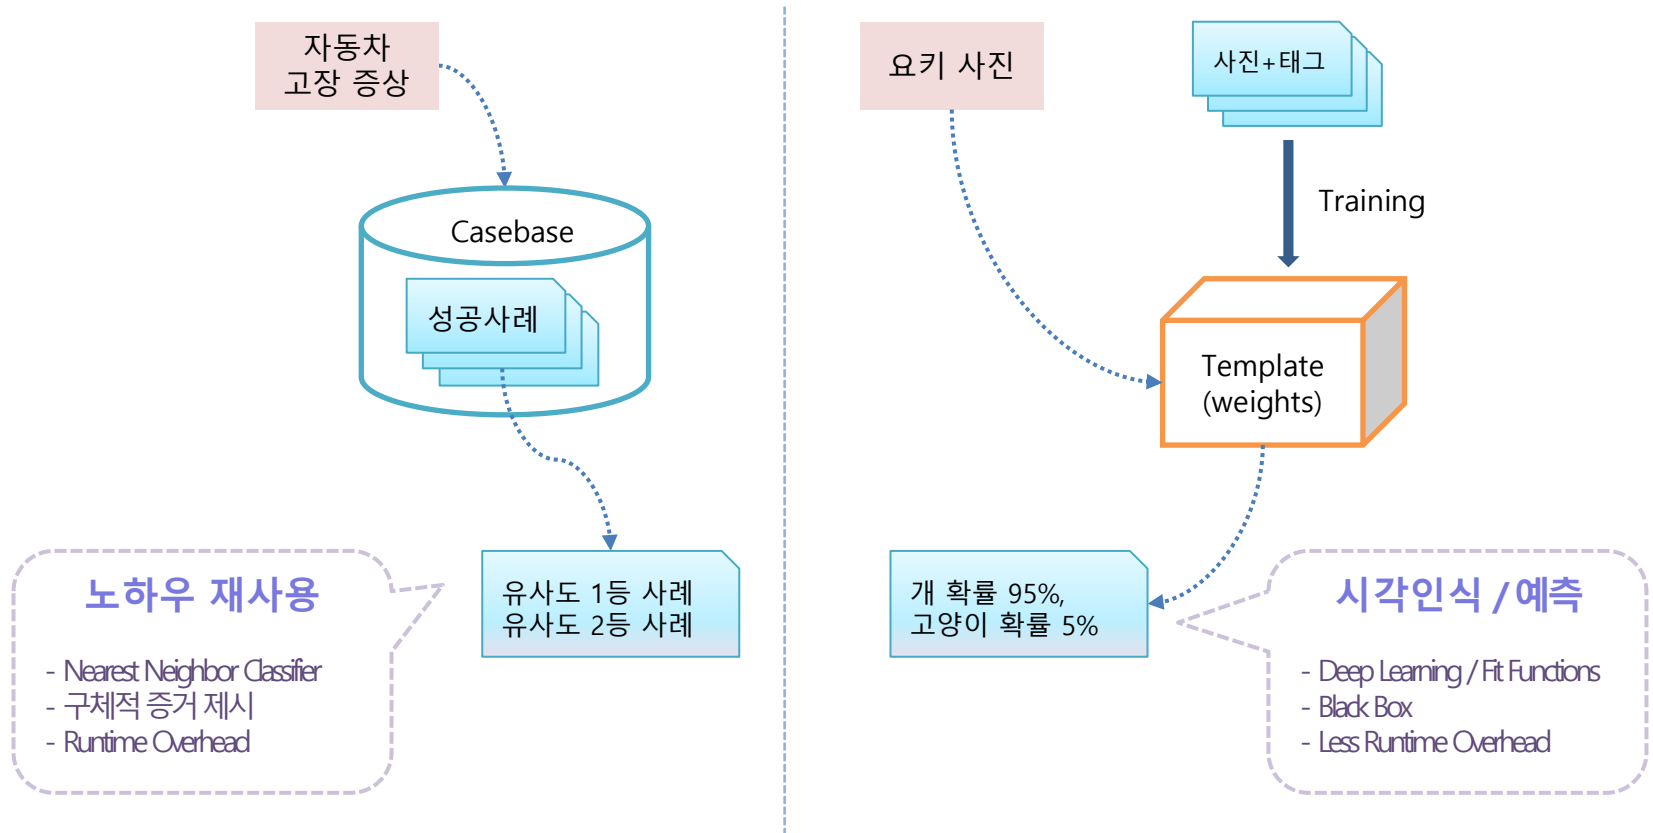 자동차
고장 증상
Casebase
성공사례
유사도 1등 사례
유사도 2등 사례
노하우 재사용
- Nearest Neighbor Classifier
- 구체적 증거 제시
- Runtime Overhead
요키 사진
사진+태그
Training
Template
(weights)
개 확률 95%,
고양이 확률 5%
시각인식 / 예측
- Deep Learning / Fit Functions
- Black Box
- Less Runtime Overhead